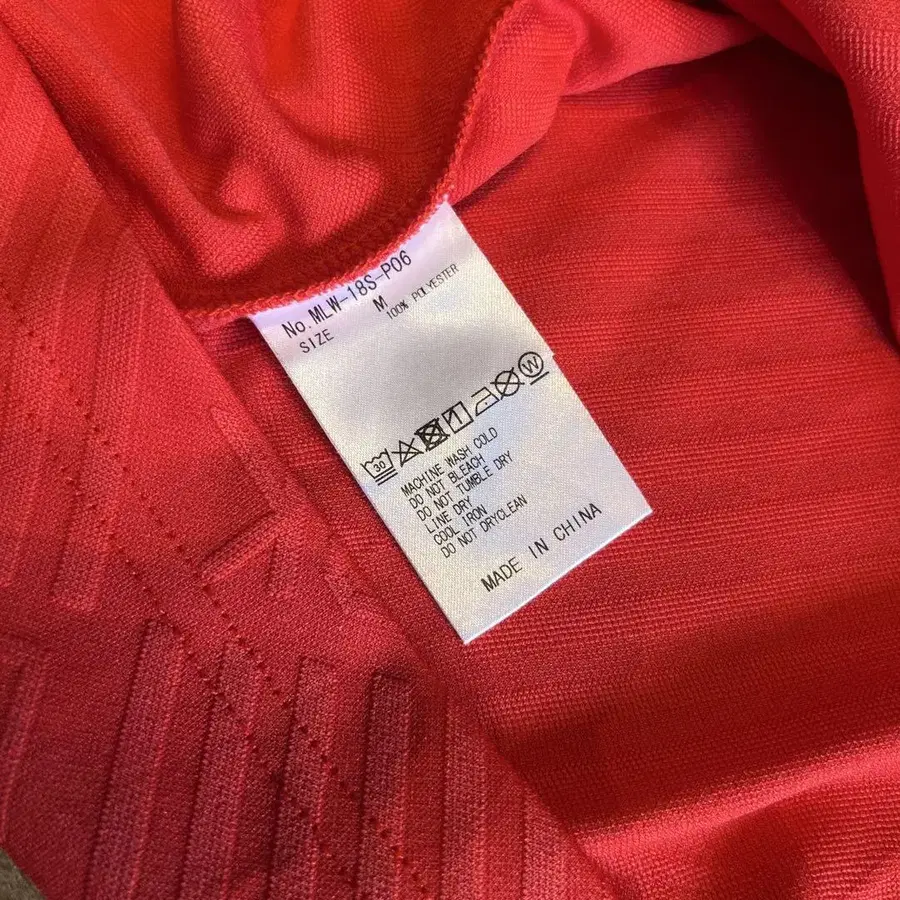 No. MLW-18S-P06
SIZE M
100% POLYESTER
30 W
MACHINE WASH COLD
DO NOT BLEACH
DO NOT TUMBLE DRY
LINE DRY
COOL IRON
DO NOT DRYCLEAN
MADE IN CHINA